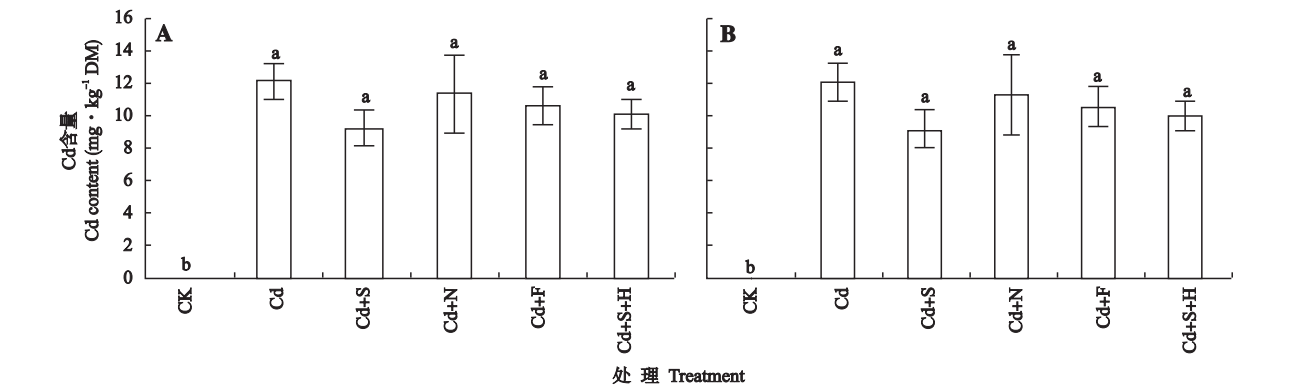 Cd含量
Cd content (mg·kg⁻¹ DM)
16
14
12
10
8
6
4
2
0
A
b
a
a
a
a
a
CK
Cd
Cd+S
Cd+N
Cd+F
Cd+S+H
B
b
a
a
a
a
a
CK
Cd
Cd+S
Cd+N
Cd+F
Cd+S+H
处 理 Treatment